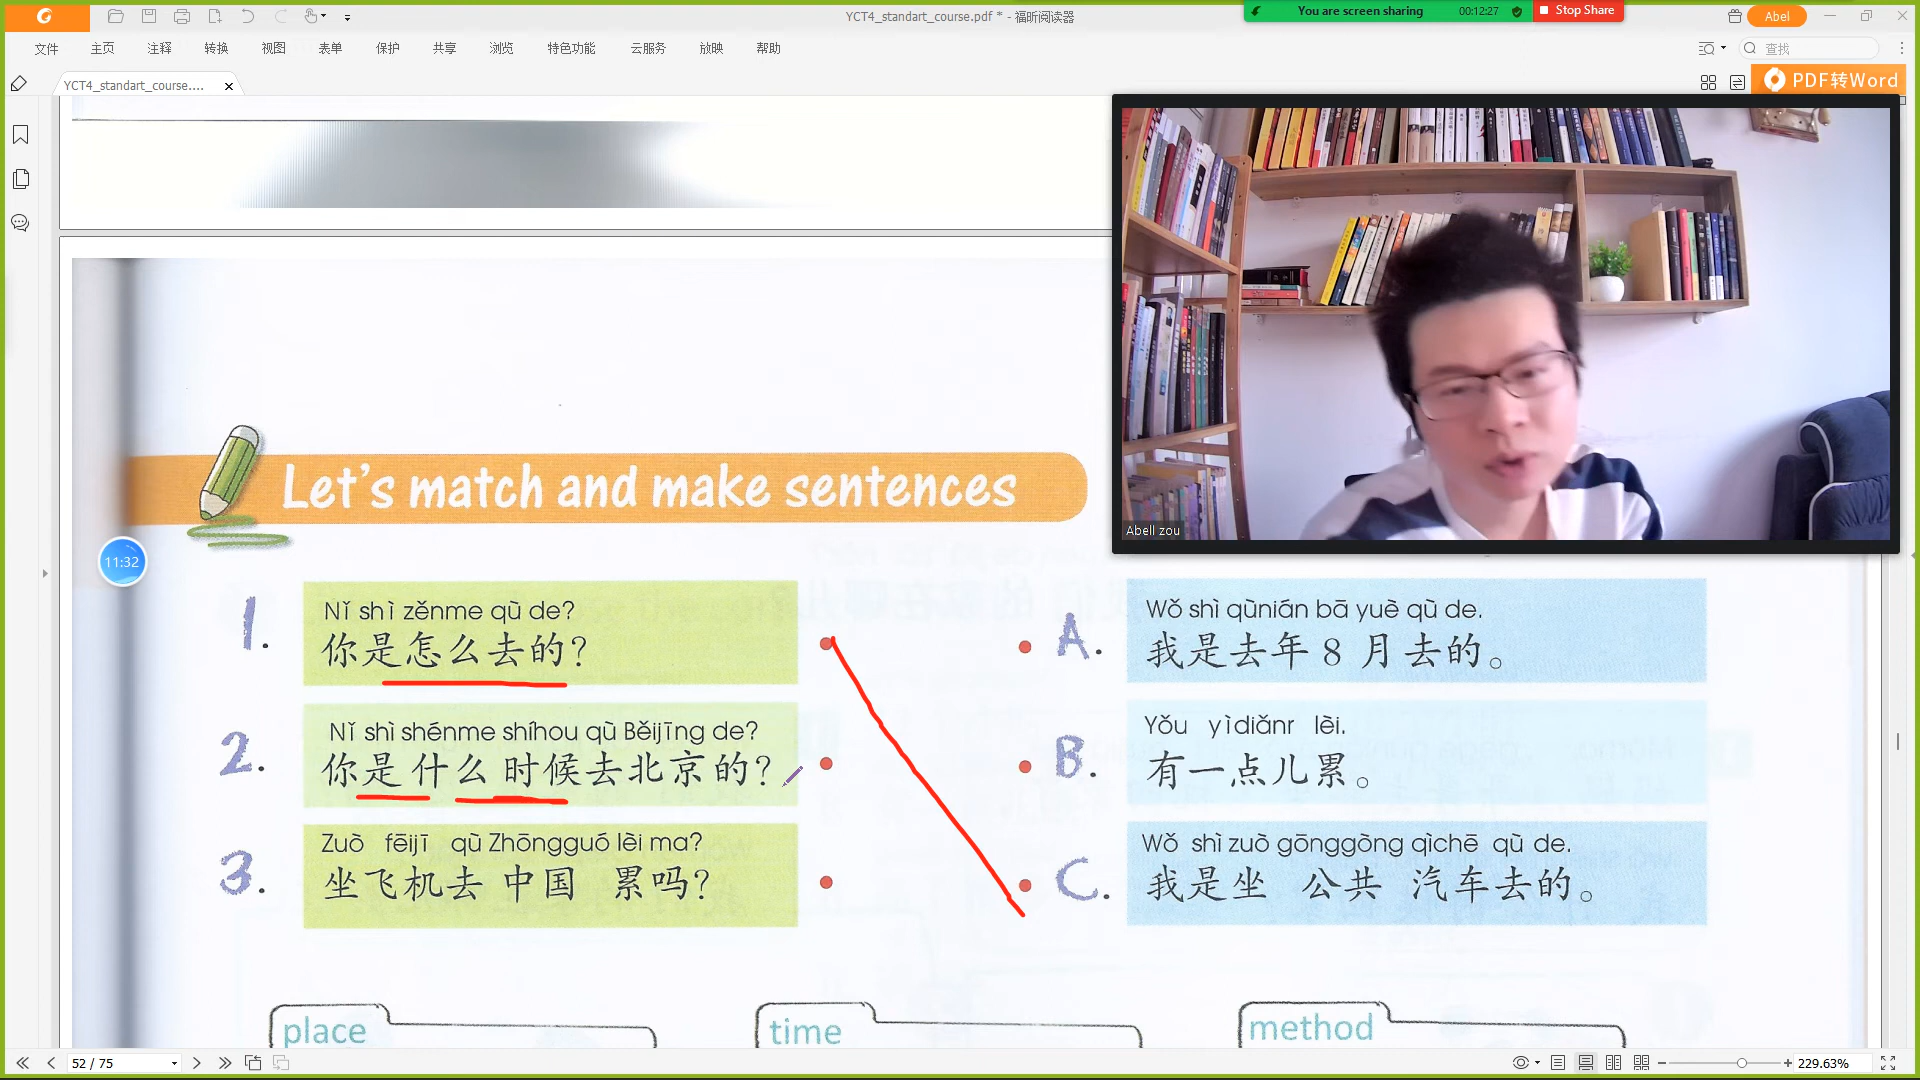 YCT4_standart_course.pdf * - 福昕阅读器
You are screen sharing
00:12:27
Stop Share
Abel
文件 主页 注释 转换 视图 表单 保护 共享 浏览 特色功能 云服务 放映 帮助
查找
YCT4_standart_course....
PDF转Word
Abell zou
Let's match and make sentences
11:32
1.
Nǐ shì zěnme qù de?
你是怎么去的?
A.
Wǒ shì qùnián bā yuè qù de.
我是去年 8 月去的。
2.
Nǐ shì shénme shíhou qù Běijīng de?
你是什么时候去北京的?
B.
Yǒu yìdiǎnr lèi.
有一点儿累。
3.
Zuò fēijī qù Zhōngguó lèi ma?
坐飞机去 中国 累吗?
C.
Wǒ shì zuò gōnggòng qìchē qù de.
我是坐 公共 汽车去的。
place
time
method
52 / 75
229.63%